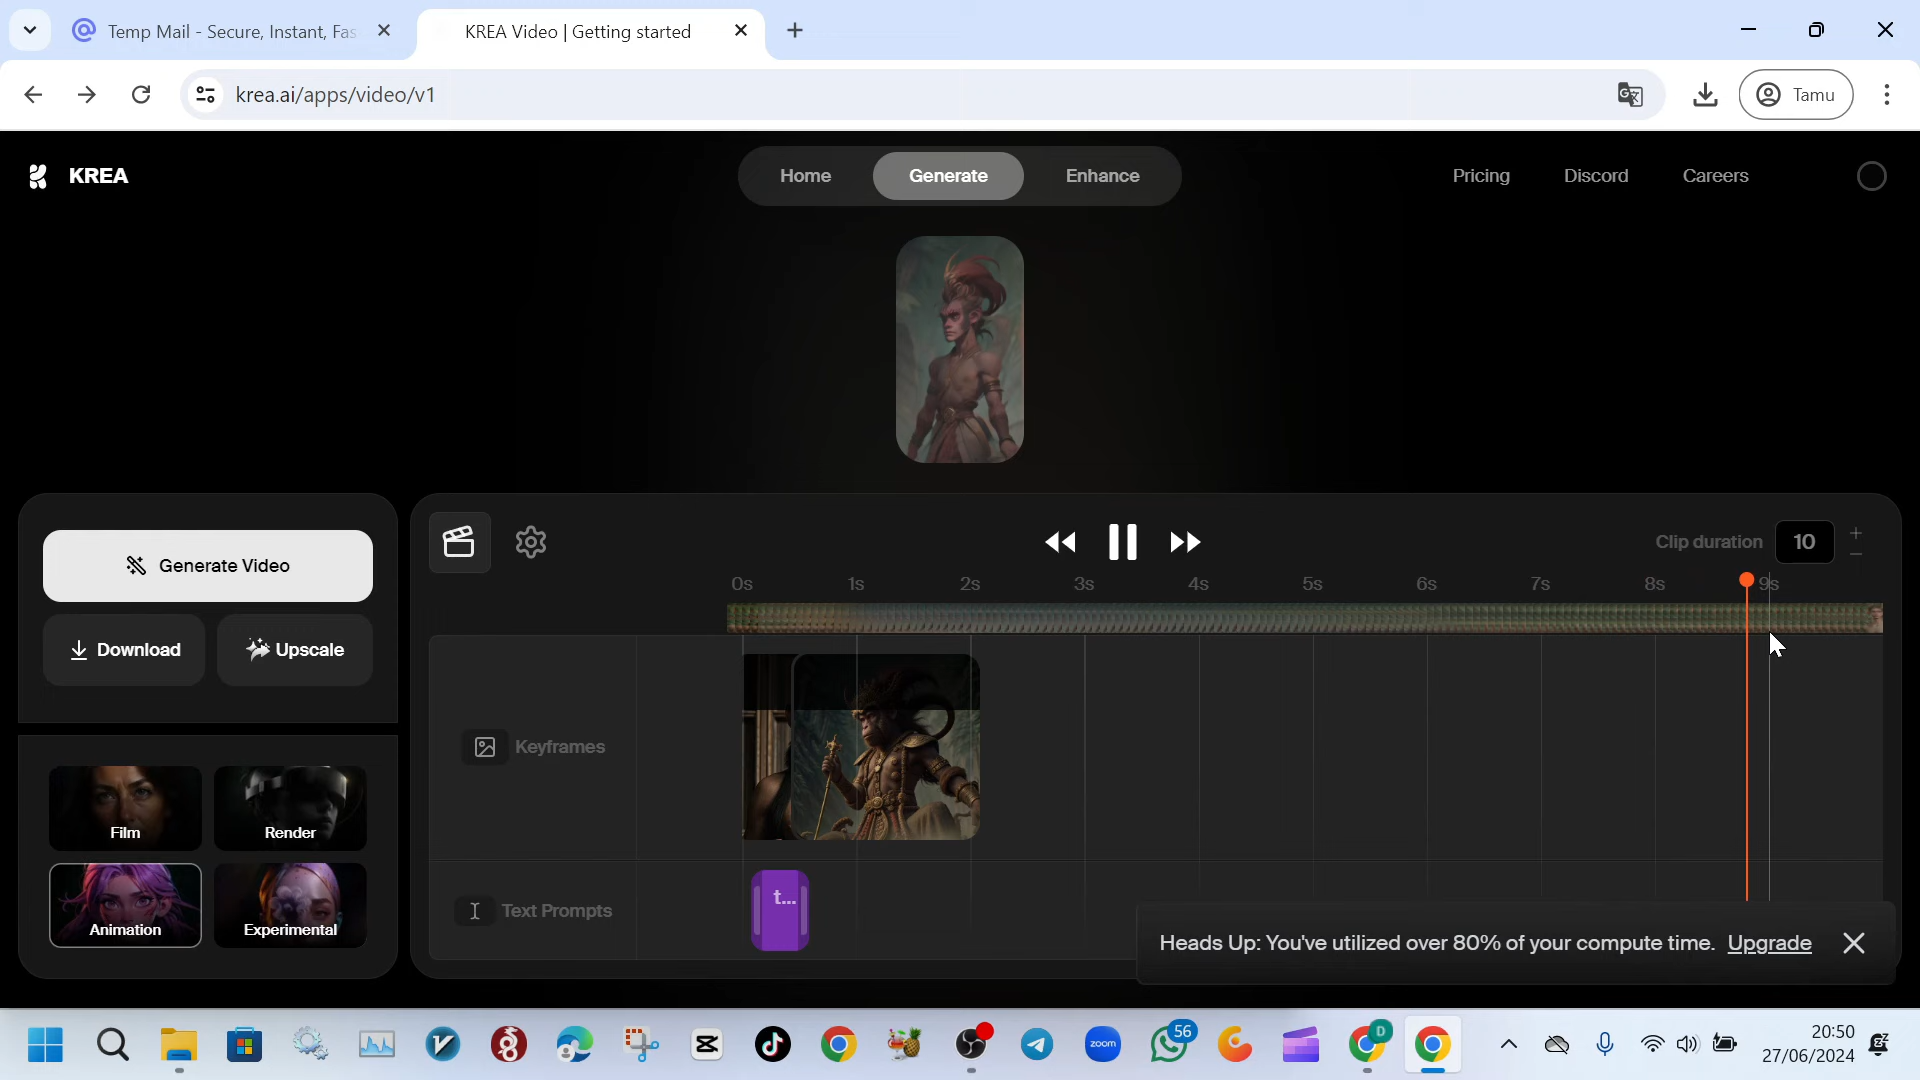 Temp Mail - Secure, Instant, Fas
KREA Video | Getting started
krea.ai/apps/video/v1
Tamu
KREA
Home
Generate
Enhance
Pricing
Discord
Careers
Generate Video
Download
Upscale
Film
Render
Animation
Experimental
Clip duration
10
0s
1s
2s
3s
4s
5s
6s
7s
8s
9s
Keyframes
Text Prompts
t...
Heads Up: You've utilized over 80% of your compute time. Upgrade
zoom
56
D
20:50
27/06/2024